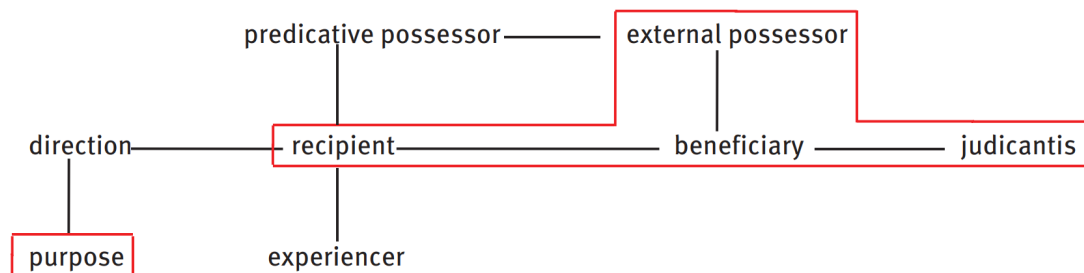 predicative possessor external possessor
direction recipient beneficiary judicantis
purpose experiencer